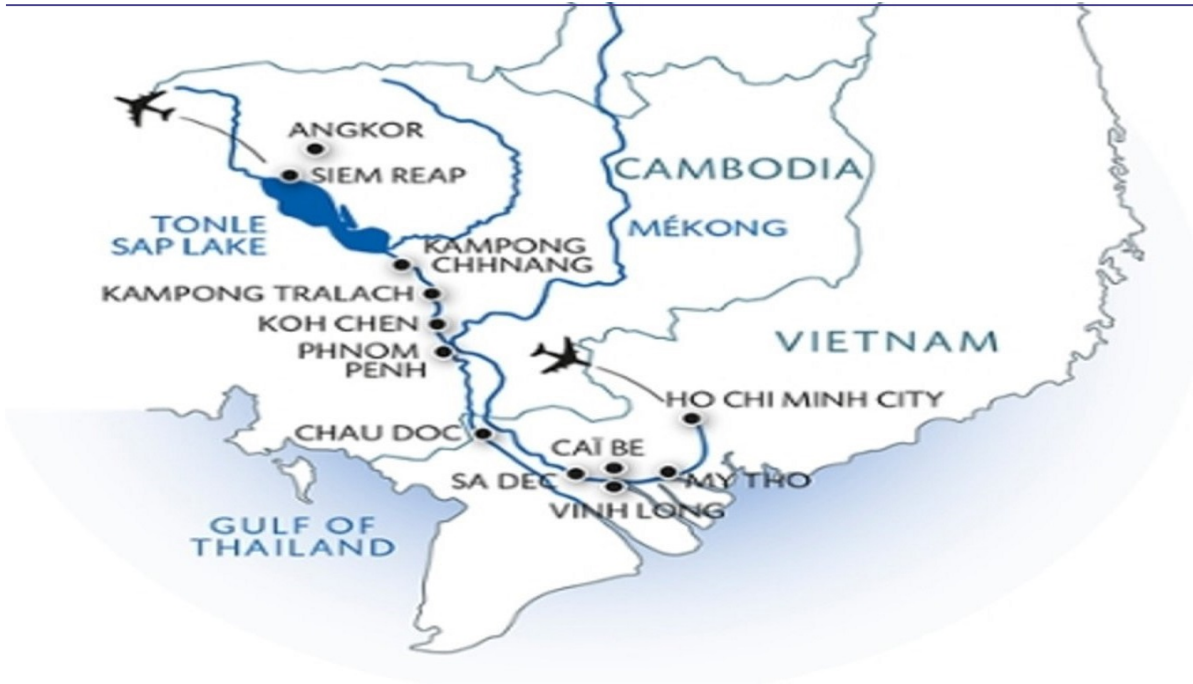 ANGKOR
SIEM REAP
CAMBODIA
TONLE
SAP LAKE
MÉKONG
KAMPONG
CHHNANG
KAMPONG TRALACH
KOH CHEN
PHNOM
PENH
VIETNAM
HO CHI MINH CITY
CHAU DOC
CAÏ BE
SA DEC
MY THO
VINH LONG
GULF OF
THAILAND